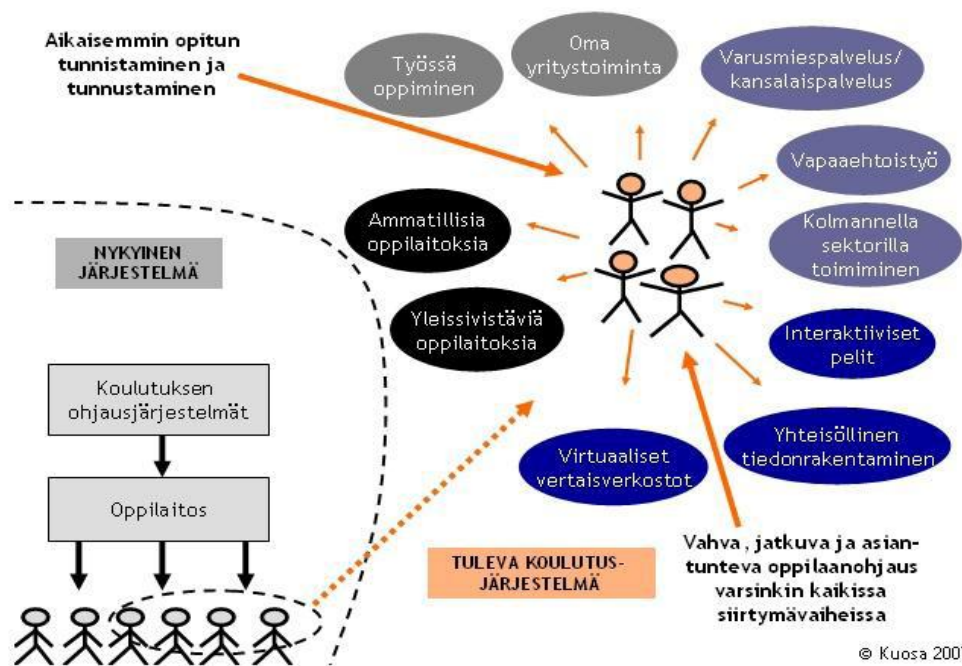 Aikaisemmin opitun
tunnistaminen ja
tunnustaminen
Työssä
oppiminen
Oma
yritystoiminta
Varusmiespalvelus/
kansalaispalvelus
Vapaaehtoistyö
Kolmannella
sektorilla
toimiminen
Ammatillisia
oppilaitoksia
Yleissivistäviä
oppilaitoksia
Interaktiiviset
pelit
Yhteisöllinen
tiedonrakentaminen
Virtuaaliset
vertaisverkostot
NYKYINEN
JÄRJESTELMÄ
Koulutuksen
ohjausjärjestelmät
Oppilaitos
TULEVA KOULUTUS-
JÄRJESTELMÄ
Vahva, jatkuva ja asian-
tunteva oppilaanohjaus
varsinkin kaikissa
siirtymävaiheissa
© Kuosa